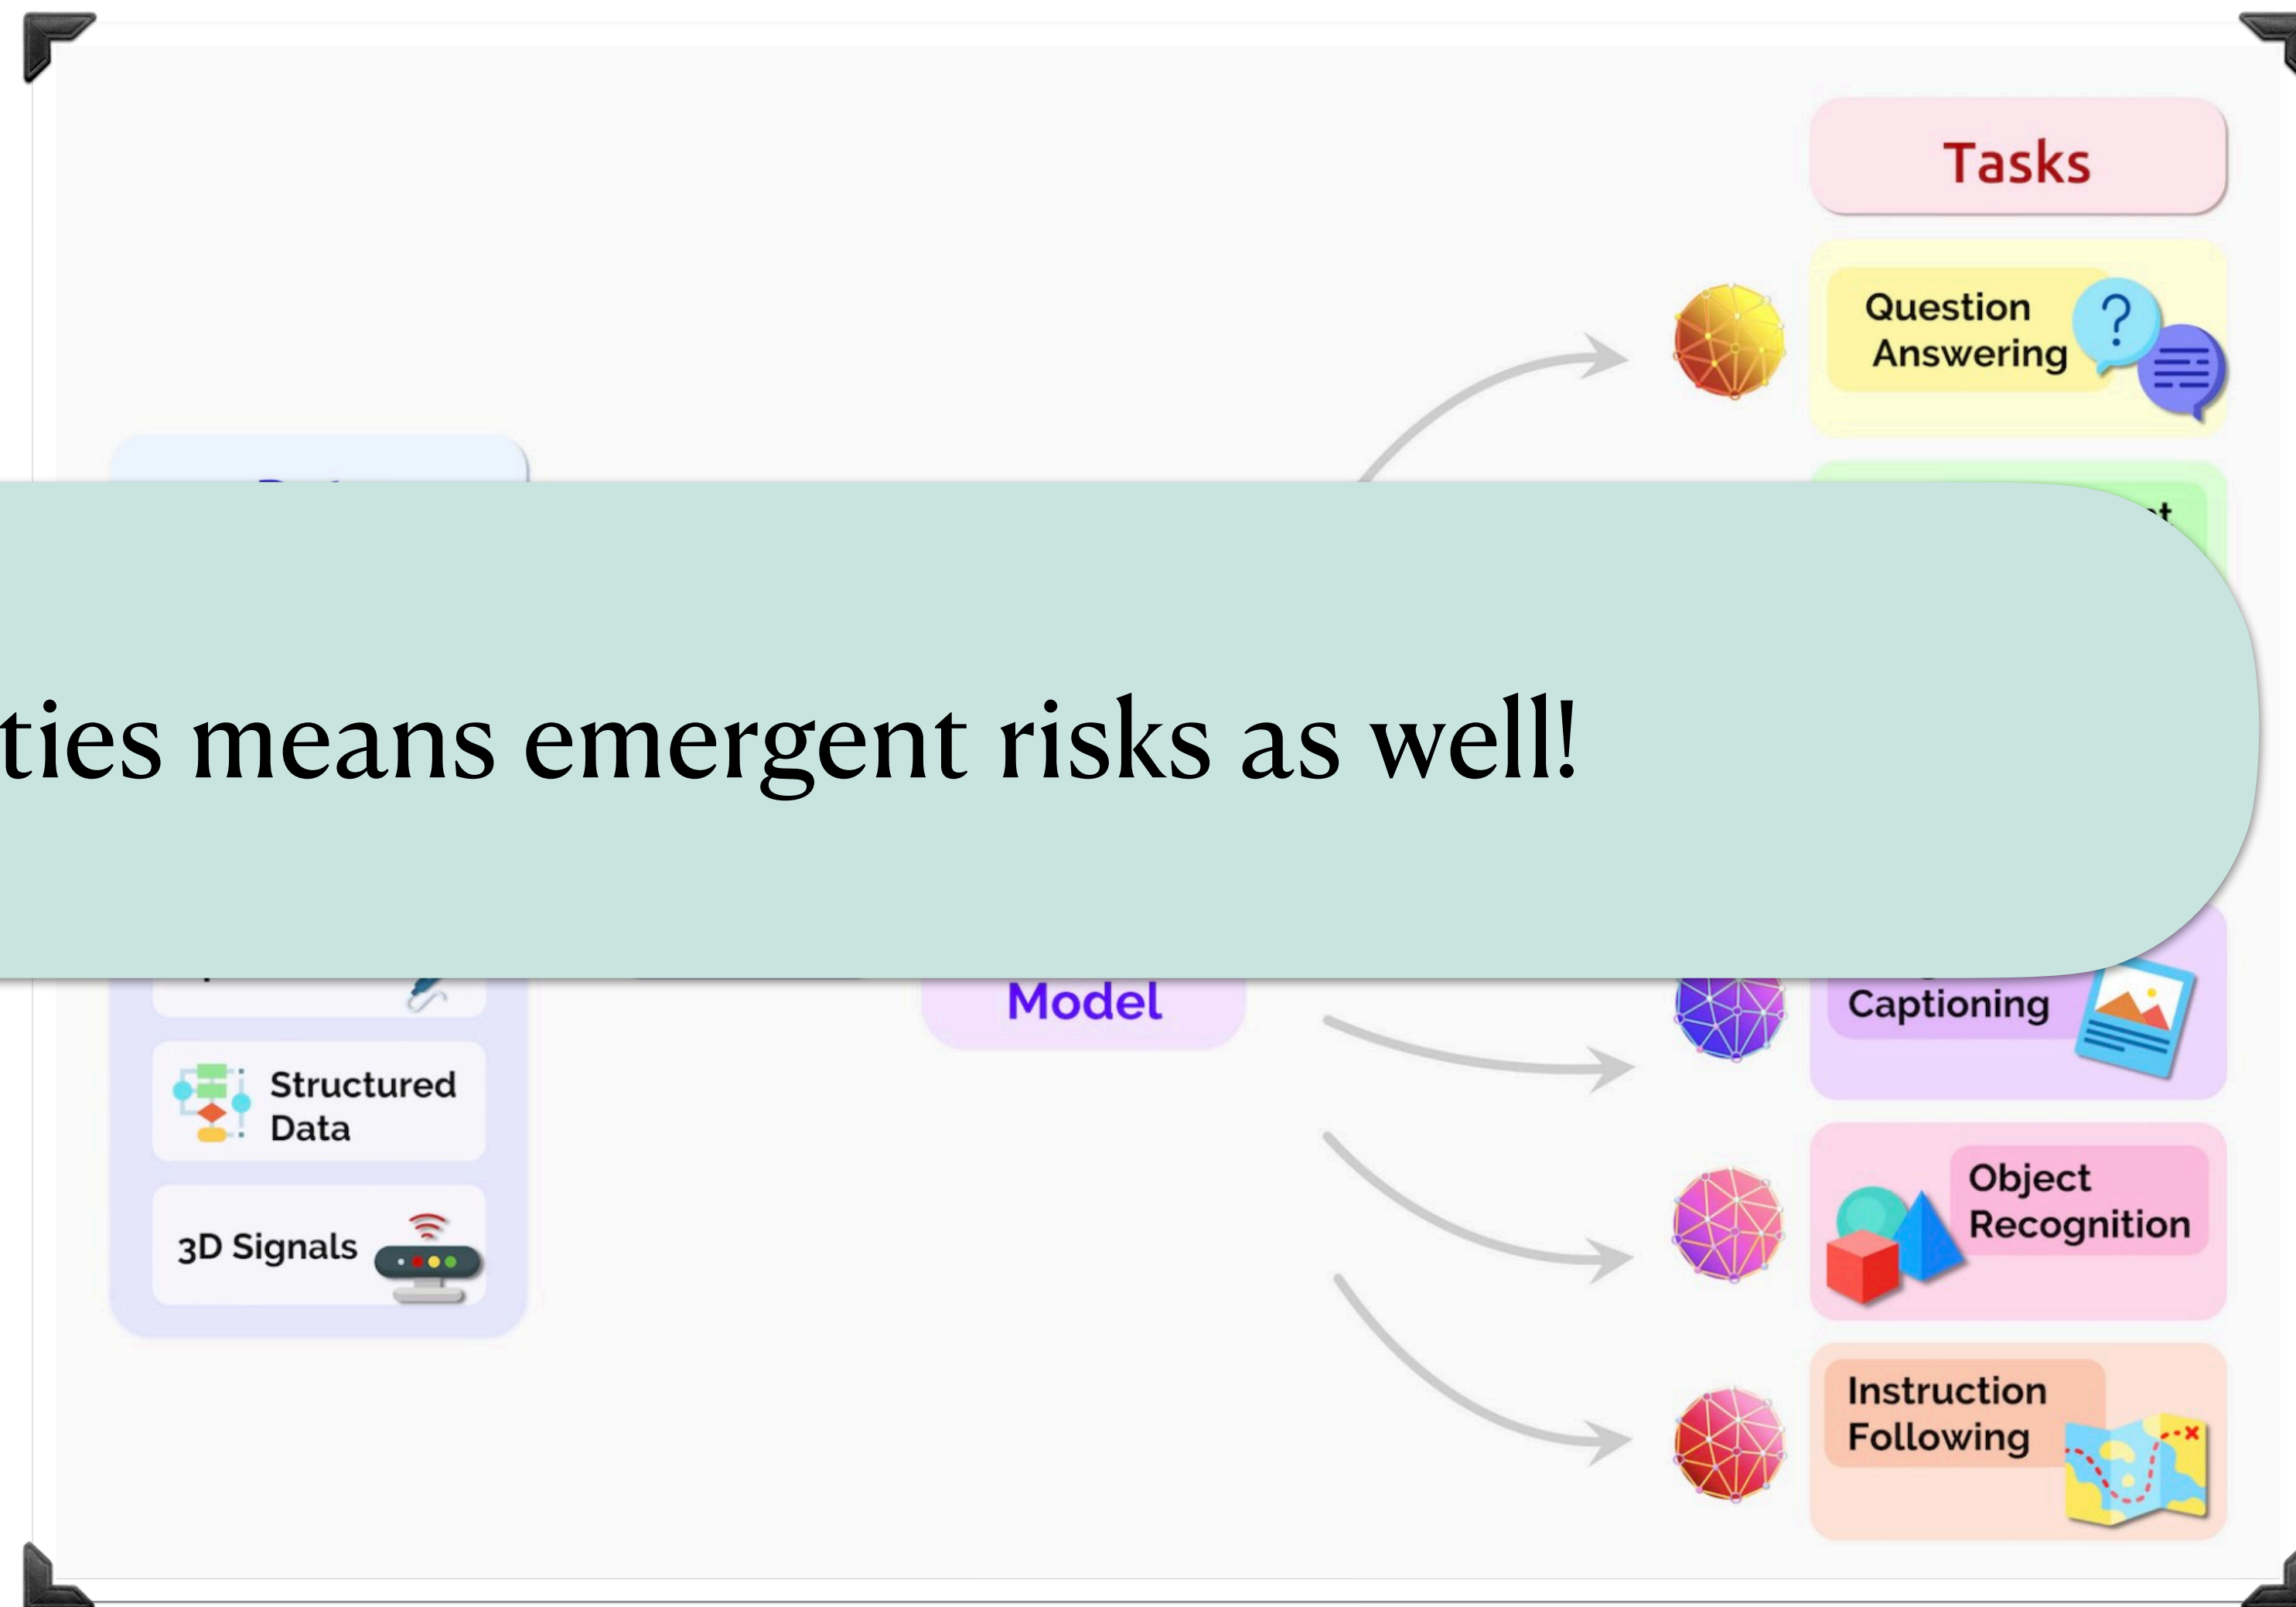 Tasks
Question
Answering
ties means emergent risks as well!
Model
Structured
Data
3D Signals
Captioning
Object
Recognition
Instruction
Following